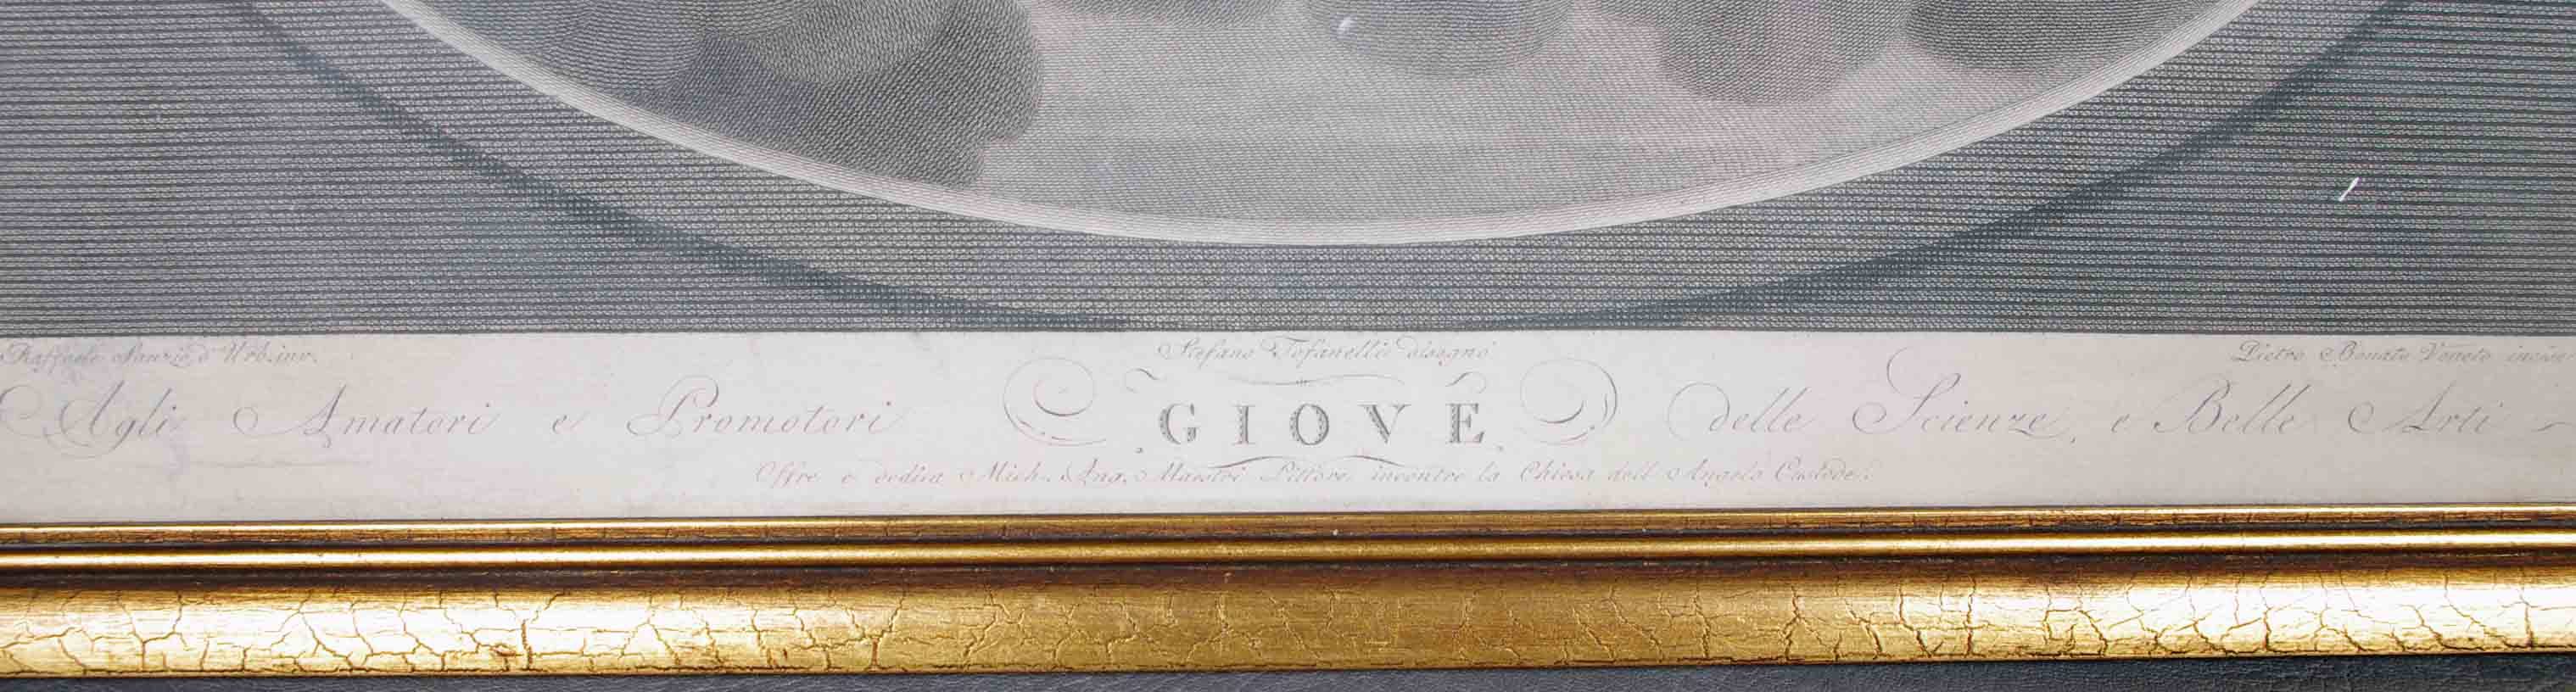 Raffaele Sanzio d'Urb. inv.
Stefano Tofanelli disegnò
Pietro Bonato Veneto incise
Agli Amatori e Promotori GIOVE delle Scienze, e Belle Arti
Offre e dedica Mich. Ang. Maestri Pittore incontro la Chiesa dell Angelo Custode.